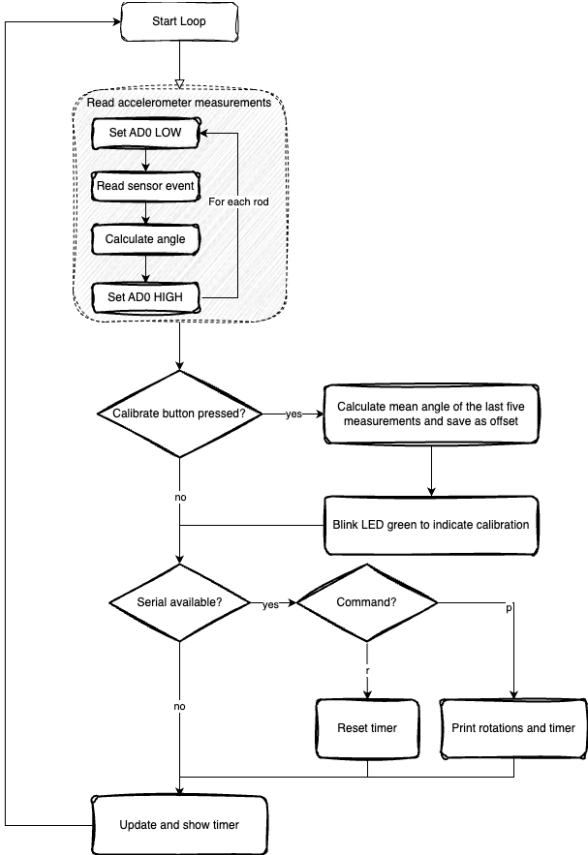 Start Loop
Read accelerometer measurements
Set AD0 LOW
Read sensor event
For each rod
Calculate angle
Set AD0 HIGH
Calibrate button pressed?
yes
Calculate mean angle of the last five
measurements and save as offset
no
Blink LED green to indicate calibration
Serial available?
yes
Command?
p
r
no
Reset timer
Print rotations and timer
Update and show timer